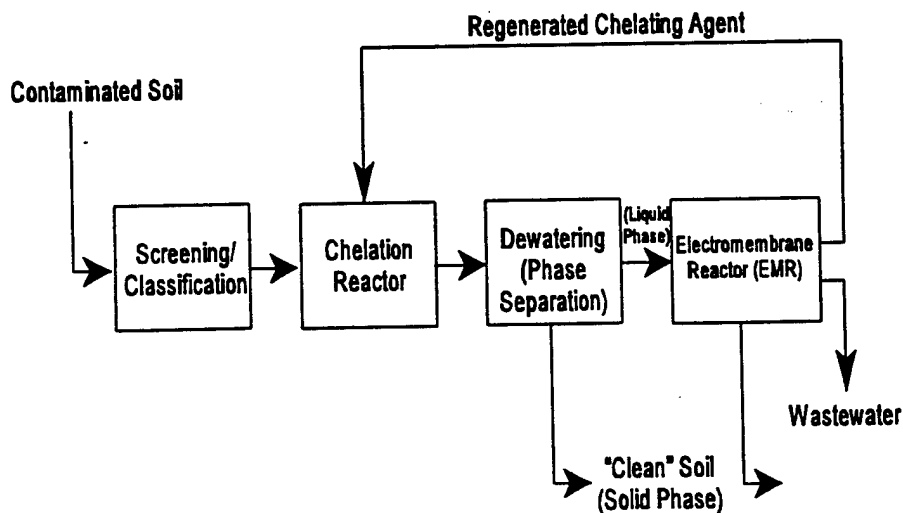 Regenerated Chelating Agent
Contaminated Soil
Screening/
Classification
Chelation
Reactor
Dewatering
(Phase
Separation)
(Liquid
Phase)
Electromembrane
Reactor (EMR)
Wastewater
"Clean" Soil
(Solid Phase)